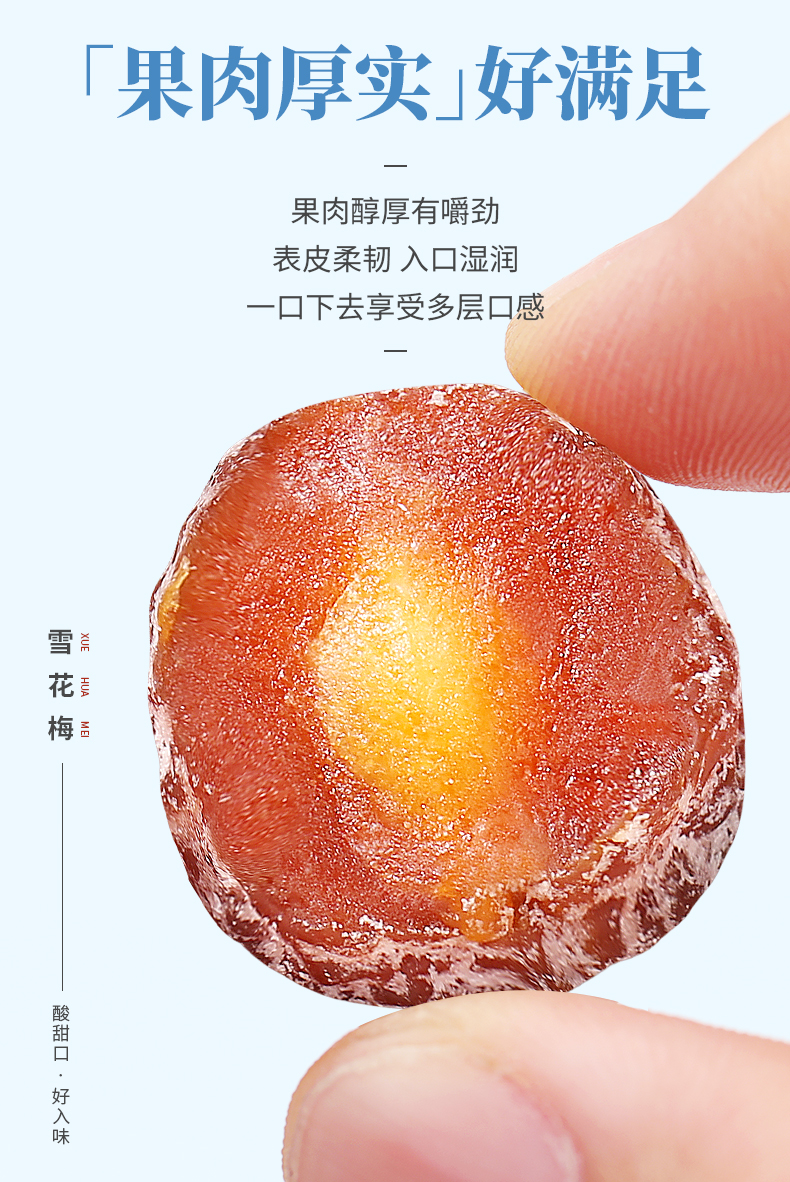 「果肉厚实」好满足
果肉醇厚有嚼劲
表皮柔韧 入口湿润
一口下去享受多层口感
雪花梅
XUE HUA MEI
酸甜口·好入味